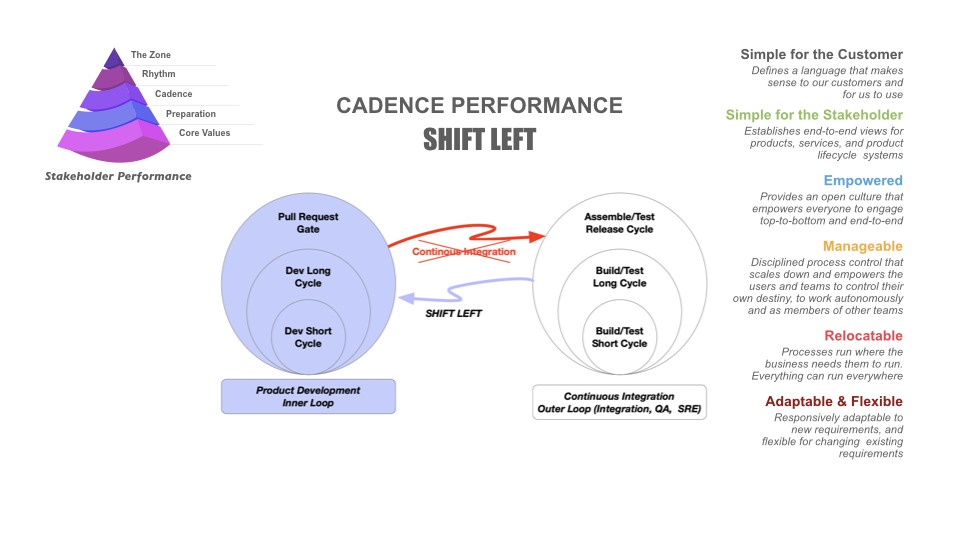 The Zone
Rhythm
Cadence
Preparation
Core Values
Stakeholder Performance
CADENCE PERFORMANCE
SHIFT LEFT
Pull Request
Gate
Dev Long
Cycle
Dev Short
Cycle
Product Development
Inner Loop
Continous Integration
SHIFT LEFT
Assemble/Test
Release Cycle
Build/Test
Long Cycle
Build/Test
Short Cycle
Continuous Integration
Outer Loop (Integration, QA, SRE)
Simple for the Customer
Defines a language that makes
sense to our customers and
for us to use
Simple for the Stakeholder
Establishes end-to-end views for
products, services, and product
lifecycle systems
Empowered
Provides an open culture that
empowers everyone to engage
top-to-bottom and end-to-end
Manageable
Disciplined process control that
scales down and empowers the
users and teams to control their
own destiny, to work autonomously
and as members of other teams
Relocatable
Processes run where the
business needs them to run.
Everything can run everywhere
Adaptable & Flexible
Responsively adaptable to
new requirements, and
flexible for changing existing
requirements